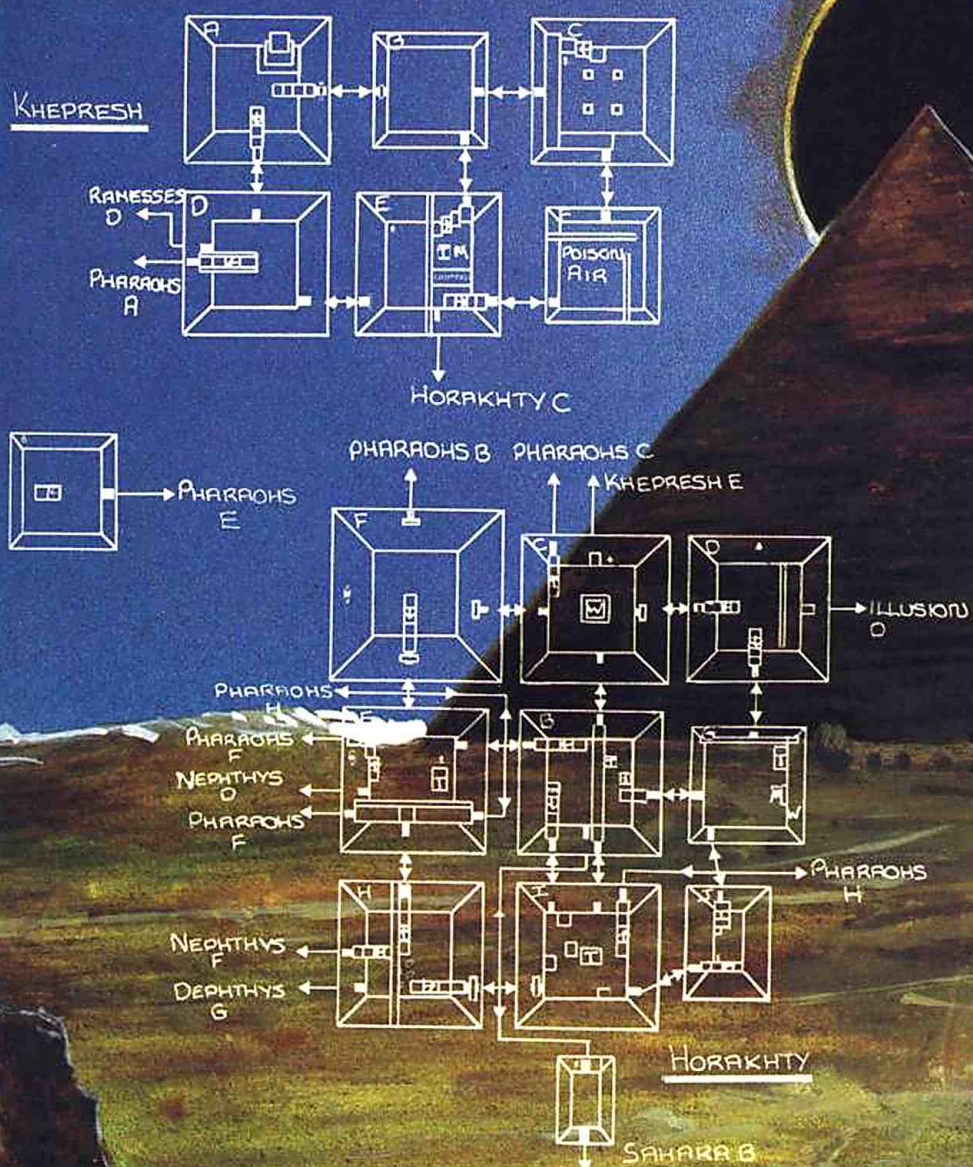 A
B
C
KHEPRESH
RAMESSES
D
D
PHARAOHS
A
E
I M
F
POISON
AIR
HORAKHTY C
PHARAOHS B
PHARAOHS C
KHEPRESH E
PHARAOHS
E
F
C
W
D
ILLUSION
D
PHARAOHS
H
PHARAOHS
F
NEPHTHYS
D
PHARAOHS
F
E
I
B
G
I
M
W
PHARAOHS
H
H
I
I
J
NEPHTHYS
F
DEPHTHYS
G
HORAKHTY
SAHARA B